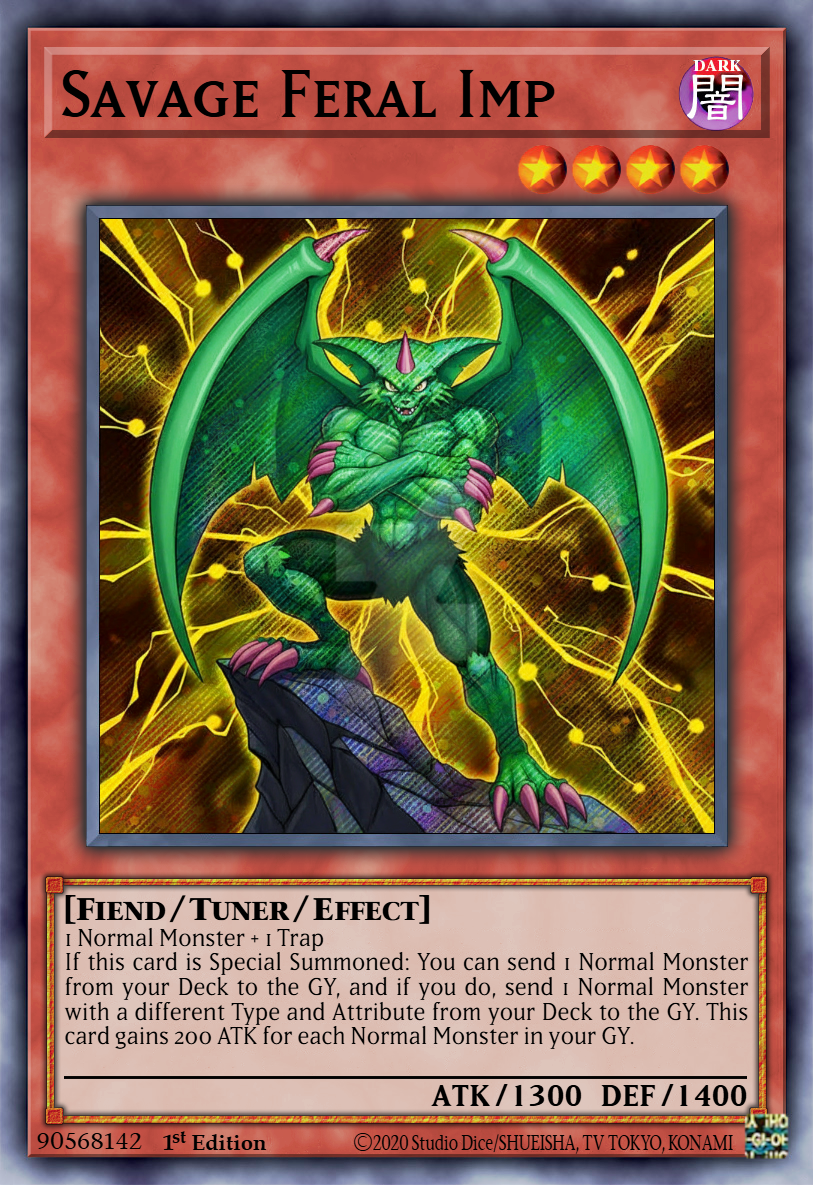 Savage Feral Imp
DARK
闇
[Fiend/Tuner/Effect]
1 Normal Monster + 1 Trap
If this card is Special Summoned: You can send 1 Normal Monster
from your Deck to the GY, and if you do, send 1 Normal Monster
with a different Type and Attribute from your Deck to the GY. This
card gains 200 ATK for each Normal Monster in your GY.
ATK/1300 DEF/1400
90568142 1st Edition ©2020 Studio Dice/SHUEISHA, TV TOKYO, KONAMI